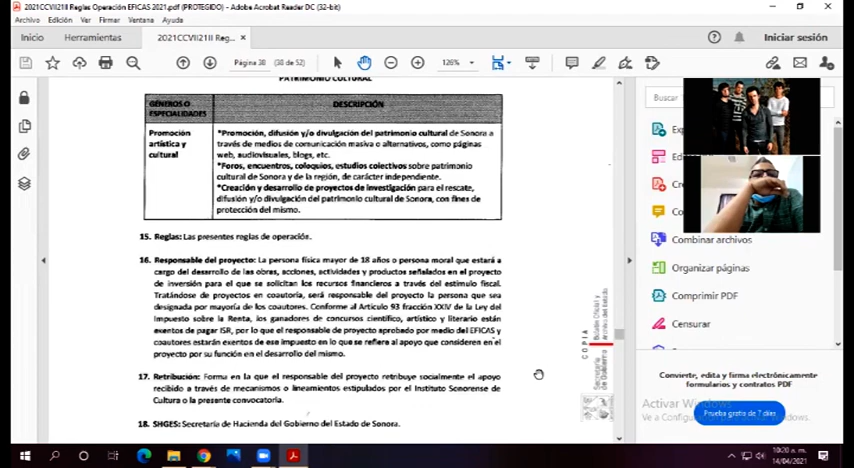 2021CCVII21II Reglas Operación EFICAS 2021.pdf (PROTEGIDO) - Adobe Acrobat Reader DC (32-bit)
Archivo Edición Ver Firmar Ventana Ayuda
Inicio Herramientas 2021CCVII21II Reg... × Iniciar sesión
Página 38 (38 de 52) 126%
PATRIMONIO CULTURAL
GÉNEROS O ESPECIALIDADES
DESCRIPCIÓN
Promoción artística y cultural
*Promoción, difusión y/o divulgación del patrimonio cultural de Sonora a
través de medios de comunicación masiva o alternativos, como páginas
web, audiovisuales, blogs, etc.
*Foros, encuentros, coloquios, estudios colectivos sobre patrimonio
cultural de Sonora y de la región, de carácter independiente.
*Creación y desarrollo de proyectos de investigación para el rescate,
difusión y/o divulgación del patrimonio cultural de Sonora, con fines de
protección del mismo.
15. Reglas: Las presentes reglas de operación.
16. Responsable del proyecto: La persona física mayor de 18 años o persona moral que estará a
cargo del desarrollo de las obras, acciones, actividades y productos señalados en el proyecto
de inversión para el que se solicitan los recursos financieros a través del estímulo fiscal.
Tratándose de proyectos en coautoría, será responsable del proyecto la persona que sea
designada por mayoría de los coautores. Conforme al Artículo 93 fracción XXIV de la Ley del
Impuesto sobre la Renta, los ganadores de concursos científico, artístico y literario están
exentos de pagar ISR, por lo que el responsable de proyecto aprobado por medio del EFICAS y
coautores estarán exentos de ese impuesto en lo que se refiera al apoyo que consideren en el
proyecto por su función en el desarrollo del mismo.
17. Retribución: Forma en la que el responsable del proyecto retribuye socialmente el apoyo
recibido a través de mecanismos o lineamientos estipulados por el Instituto Sonorense de
Cultura o la presente convocatoria.
18. SHGES: Secretaría de Hacienda del Gobierno del Estado de Sonora.
COPIA
Boletín Oficial y
Archivo del Estado
Secretaría
de Gobierno
Buscar
Combinar archivos
Organizar páginas
Comprimir PDF
Censurar
Convierte, edita y firma electrónicamente
formularios y contratos PDF
Activar Windows
Prueba gratis de 7 días
10:20 a. m.
14/04/2021